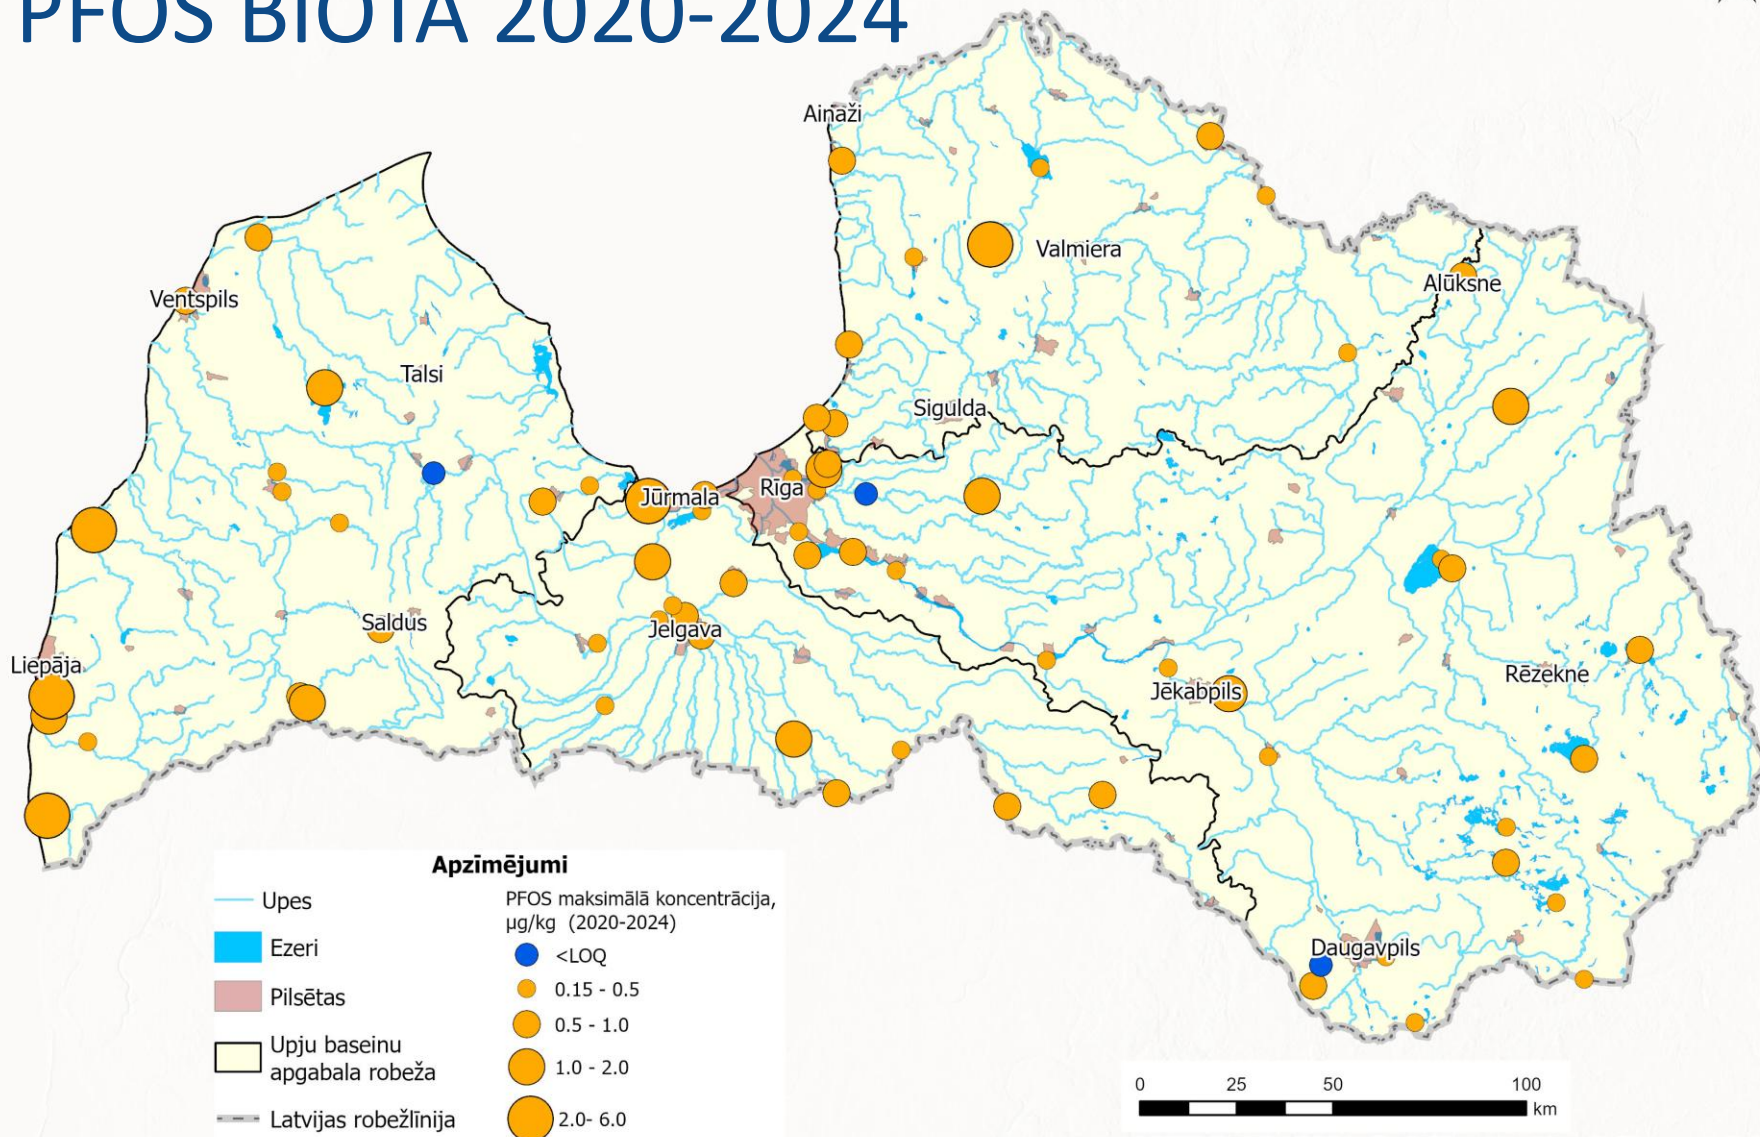 PFOS BIOTA 2020-2024
Ainaži
Valmiera
Alūksne
Ventspils
Talsi
Sigulda
Rīga
Jūrmala
Saldus
Jelgava
Liepāja
Rēzekne
Jēkabpils
Daugavpils
Apzīmējumi
Upes
Ezeri
Pilsētas
Upju baseinu
apgabala robeža
Latvijas robežlīnija
PFOS maksimālā koncentrācija,
µg/kg (2020-2024)
<LOQ
0.15 - 0.5
0.5 - 1.0
1.0 - 2.0
2.0- 6.0
0 25 50 100
km